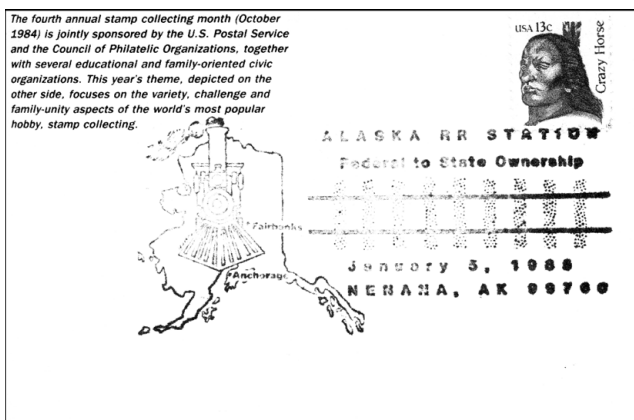 The fourth annual stamp collecting month (October
1984) is jointly sponsored by the U.S. Postal Service
and the Council of Philatelic Organizations, together
with several educational and family-oriented civic
organizations. This year's theme, depicted on the
other side, focuses on the variety, challenge and
family-unity aspects of the world's most popular
hobby, stamp collecting.
USA 13c
Crazy Horse
ALASKA RR STATION
Federal to State Ownership
Fairbanks
Anchorage
January 5, 1985
NENANA, AK 99760